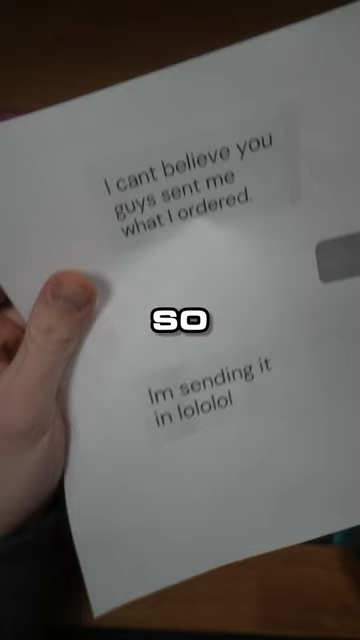 I cant believe you
guys sent me
what I ordered.
SO
Im sending it
in lololol